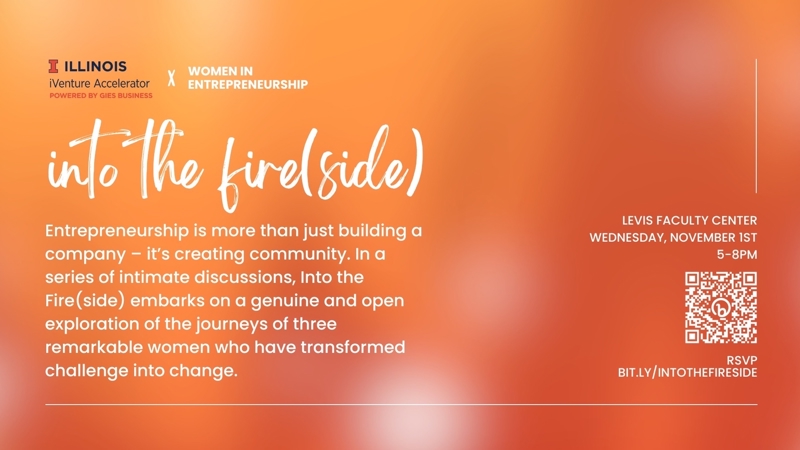 ILLINOIS
iVenture Accelerator
POWERED BY GIES BUSINESS
X
WOMEN IN
ENTREPRENEURSHIP
into the fire(side)
Entrepreneurship is more than just building a
company – it's creating community. In a
series of intimate discussions, Into the
Fire(side) embarks on a genuine and open
exploration of the journeys of three
remarkable women who have transformed
challenge into change.
LEVIS FACULTY CENTER
WEDNESDAY, NOVEMBER 1ST
5-8PM
RSVP
BIT.LY/INTOTHEFIRESIDE